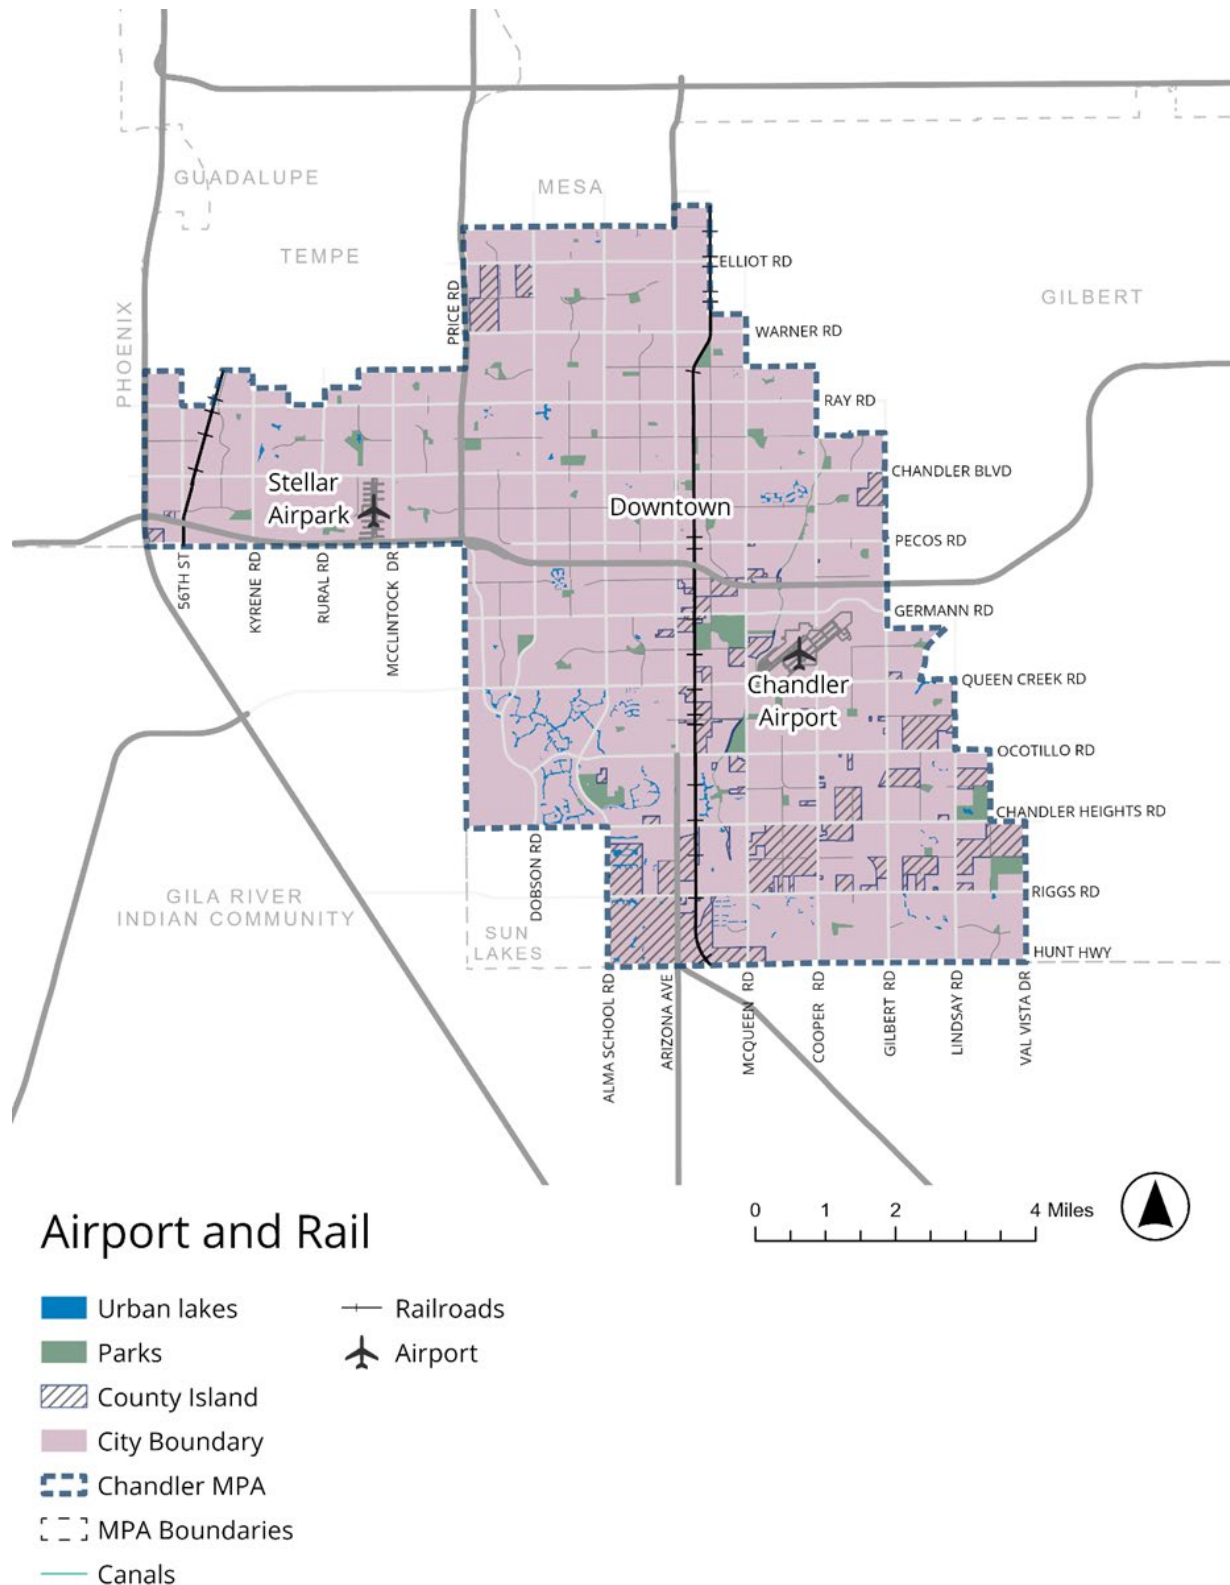 GUADALUPE
MESA
TEMPE
PHOENIX
PRICE RD
ELLIOT RD
GILBERT
WARNER RD
RAY RD
CHANDLER BLVD
Stellar
Airpark
Downtown
PECOS RD
56TH ST
KYRENE RD
RURAL RD
MCCLINTOCK DR
GERMANN RD
QUEEN CREEK RD
Chandler
Airport
OCOTILLO RD
CHANDLER HEIGHTS RD
DOBSON RD
GILA RIVER
INDIAN COMMUNITY
SUN
LAKES
RIGGS RD
HUNT HWY
ALMA SCHOOL RD
ARIZONA AVE
MCQUEEN RD
COOPER RD
GILBERT RD
LINDSAY RD
VAL VISTA DR
0 1 2 4 Miles
Airport and Rail
Urban lakes
Railroads
Parks
Airport
County Island
City Boundary
Chandler MPA
MPA Boundaries
Canals